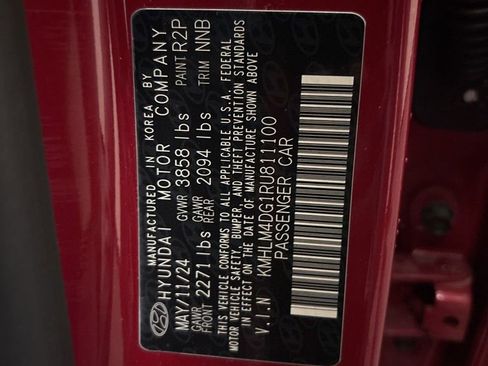 MANUFACTURED IN KOREA BY
HYUNDAI MOTOR COMPANY
MAY/11/24 GVWR 3858 lbs PAINT R2P
GAWR FRONT 2271 lbs GAWR REAR 2094 lbs TRIM NNB
THIS VEHICLE CONFORMS TO ALL APPLICABLE U.S.A. FEDERAL
MOTOR VEHICLE SAFETY, BUMPER AND THEFT PREVENTION STANDARDS
IN EFFECT ON THE DATE OF MANUFACTURE SHOWN ABOVE
V.I.N KMHLM4DG1RU811100
PASSENGER CAR